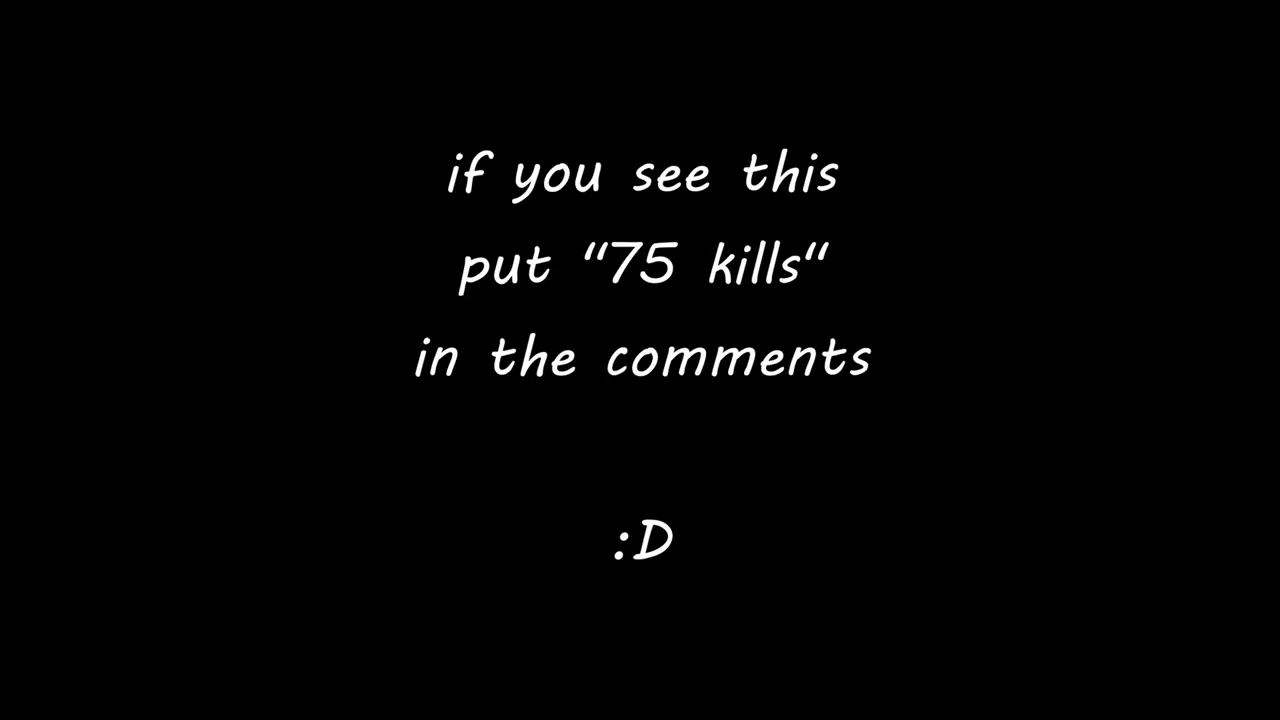 if you see this
put “75 kills“
in the comments
:D